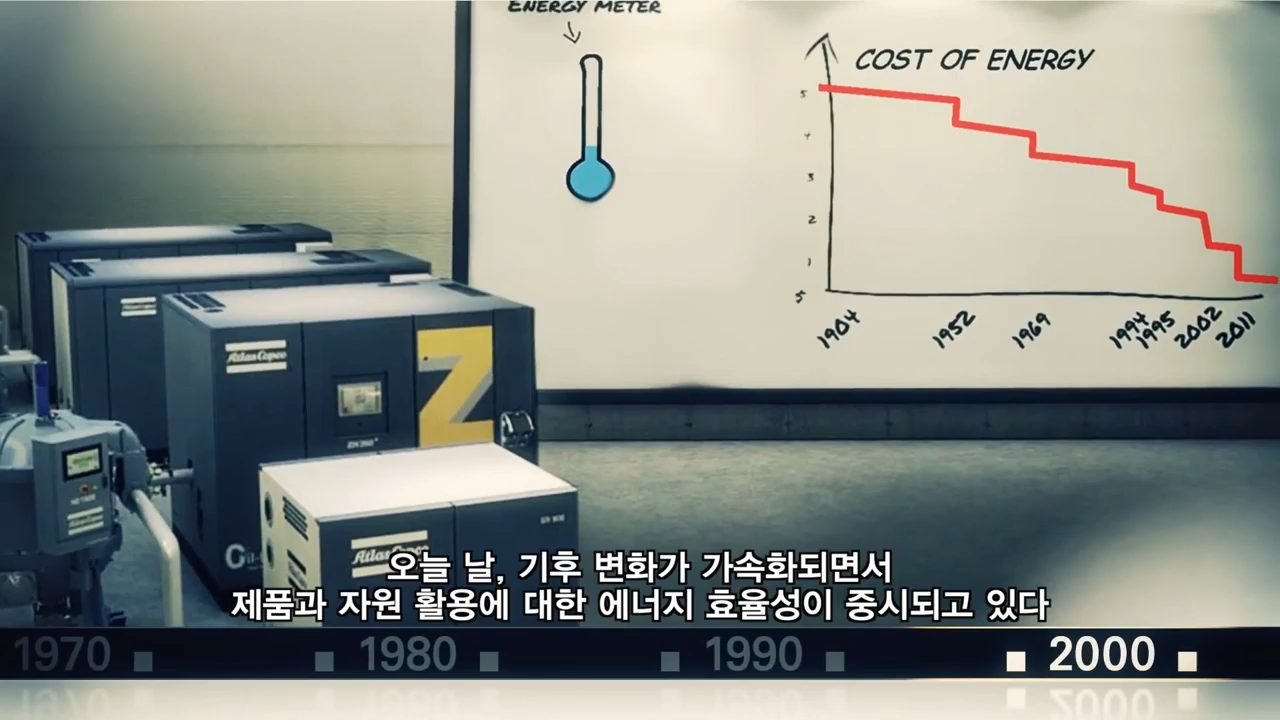 ENERGY METER
COST OF ENERGY
5
4
3
2
1
$
1904
1952
1969
1994
1995
2002
2011
Atlas Copco
Z
Atlas Copco
Atlas Copco
오늘 날, 기후 변화가 가속화되면서
제품과 자원 활용에 대한 에너지 효율성이 중시되고 있다
1970
1980
1990
2000